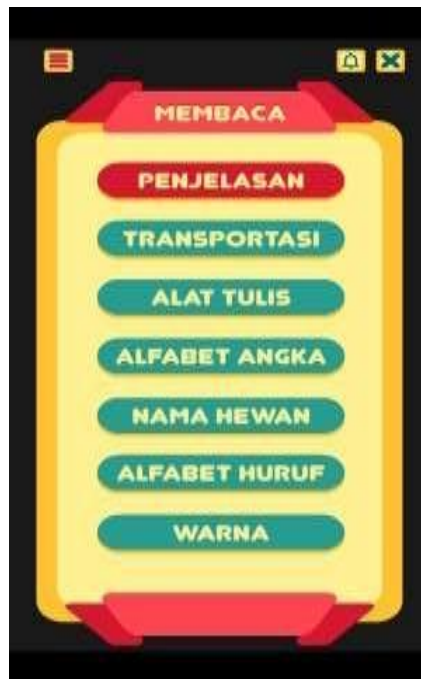 MEMBACA
PENJELASAN
TRANSPORTASI
ALAT TULIS
ALFABET ANGKA
NAMA HEWAN
ALFABET HURUF
WARNA